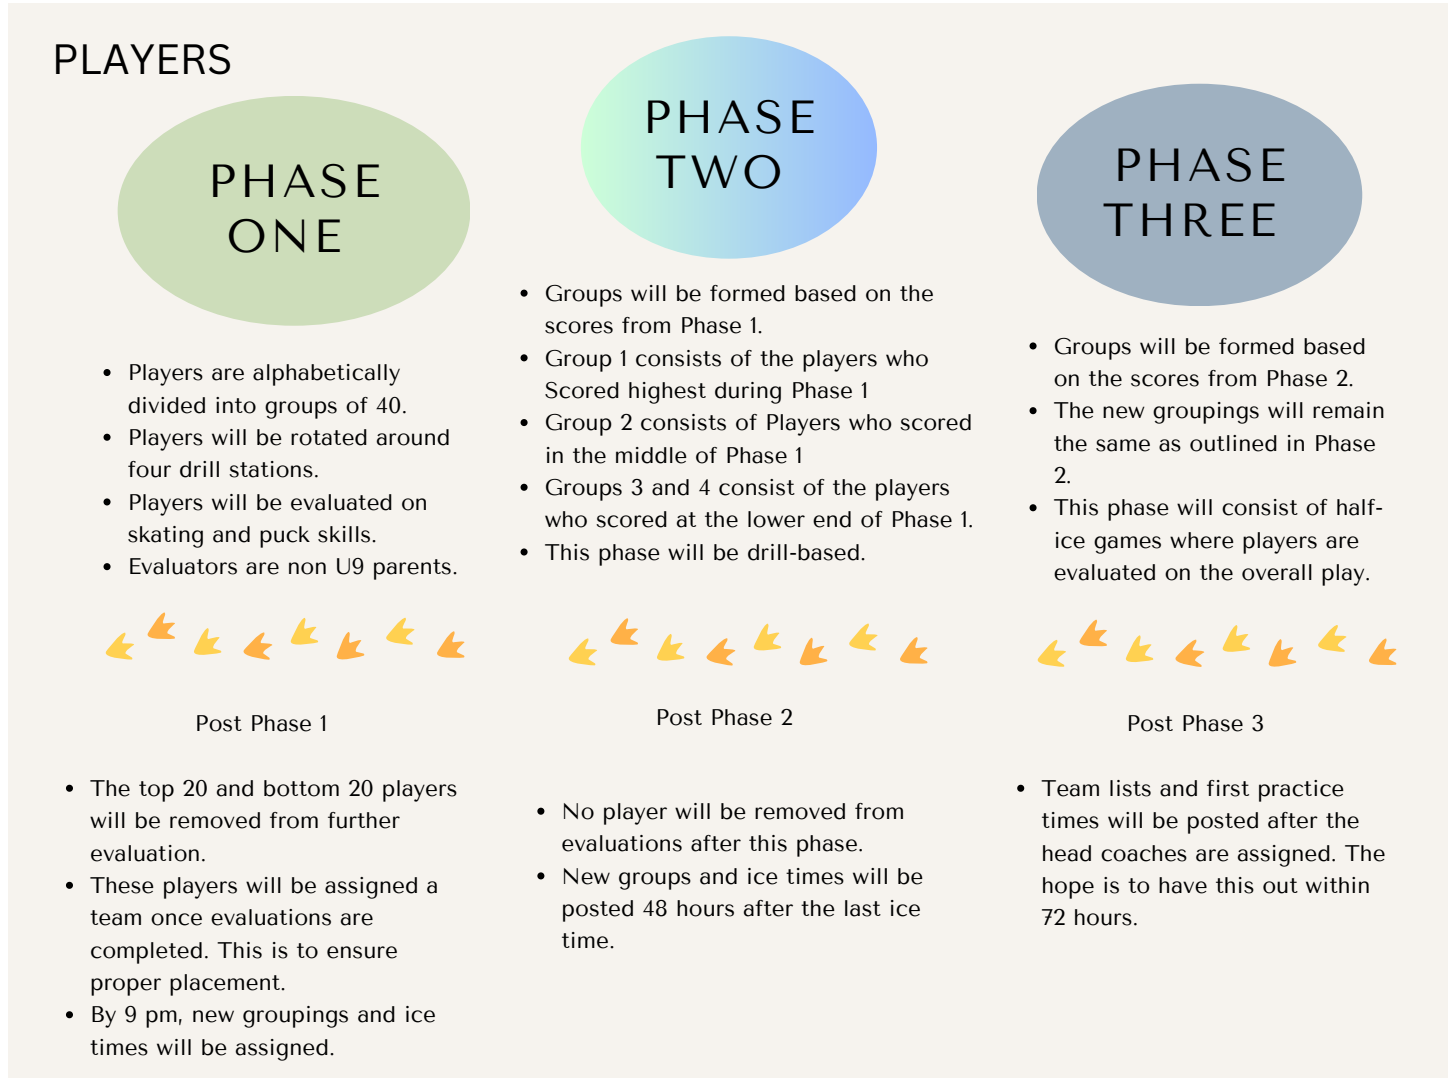 PLAYERS
PHASE
ONE
• Players are alphabetically
divided into groups of 40.
• Players will be rotated around
four drill stations.
• Players will be evaluated on
skating and puck skills.
• Evaluators are non U9 parents.
Post Phase 1
• The top 20 and bottom 20 players
will be removed from further
evaluation.
• These players will be assigned a
team once evaluations are
completed. This is to ensure
proper placement.
• By 9 pm, new groupings and ice
times will be assigned.
PHASE
TWO
• Groups will be formed based on the
scores from Phase 1.
• Group 1 consists of the players who
Scored highest during Phase 1
• Group 2 consists of Players who scored
in the middle of Phase 1
• Groups 3 and 4 consist of the players
who scored at the lower end of Phase 1.
• This phase will be drill-based.
Post Phase 2
• No player will be removed from
evaluations after this phase.
• New groups and ice times will be
posted 48 hours after the last ice
time.
PHASE
THREE
• Groups will be formed based
on the scores from Phase 2.
• The new groupings will remain
the same as outlined in Phase
2.
• This phase will consist of half-
ice games where players are
evaluated on the overall play.
Post Phase 3
• Team lists and first practice
times will be posted after the
head coaches are assigned. The
hope is to have this out within
72 hours.